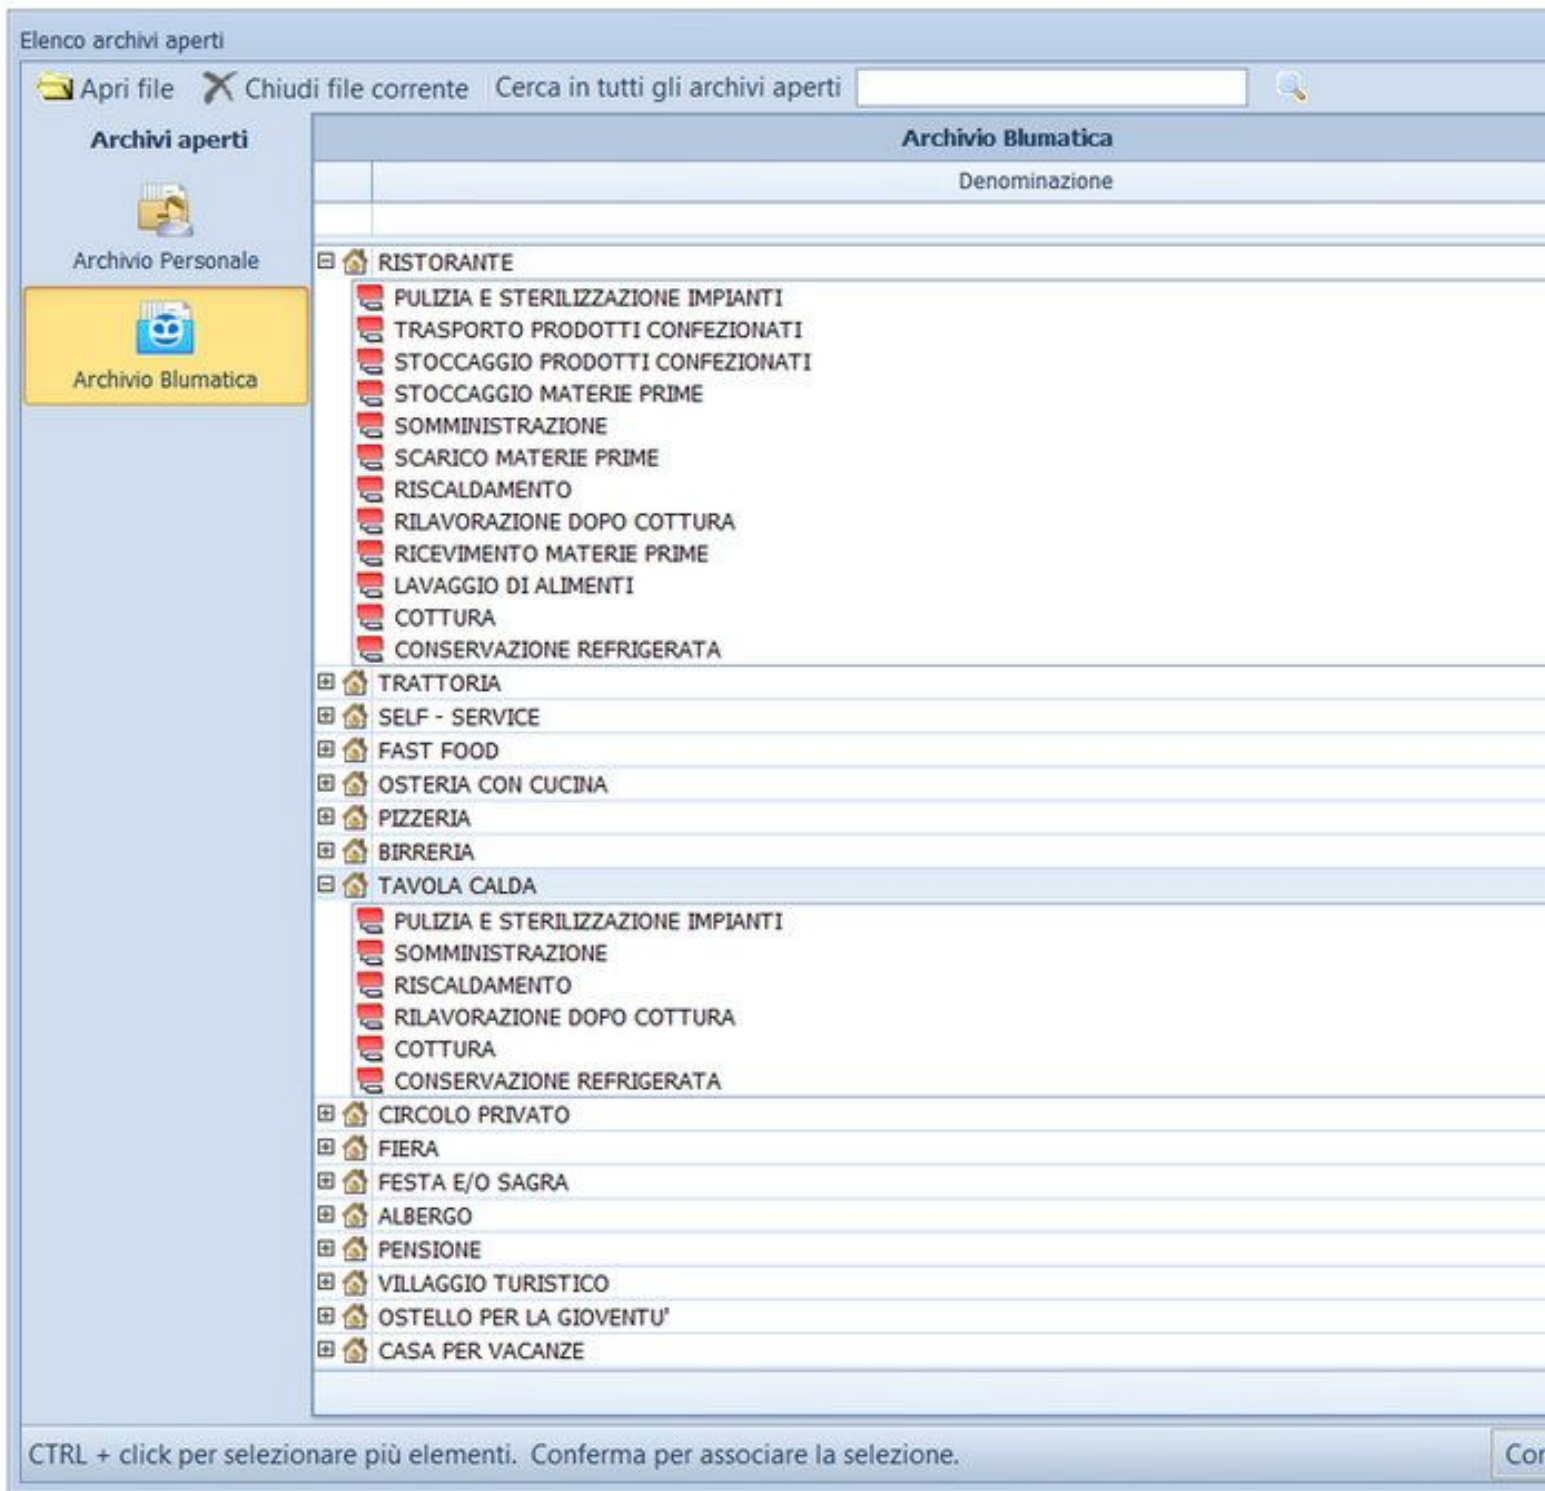 Elenco archivi aperti
Apri file Chiudi file corrente Cerca in tutti gli archivi aperti
Archivi aperti
Archivio Personale
Archivio Blumatica
Archivio Blumatica
Denominazione
RISTORANTE
PULIZIA E STERILIZZAZIONE IMPIANTI
TRASPORTO PRODOTTI CONFEZIONATI
STOCCAGGIO PRODOTTI CONFEZIONATI
STOCCAGGIO MATERIE PRIME
SOMMINISTRAZIONE
SCARICO MATERIE PRIME
RISCALDAMENTO
RILAVORAZIONE DOPO COTTURA
RICEVIMENTO MATERIE PRIME
LAVAGGIO DI ALIMENTI
COTTURA
CONSERVAZIONE REFRIGERATA
TRATTORIA
SELF - SERVICE
FAST FOOD
OSTERIA CON CUCINA
PIZZERIA
BIRRERIA
TAVOLA CALDA
PULIZIA E STERILIZZAZIONE IMPIANTI
SOMMINISTRAZIONE
RISCALDAMENTO
RILAVORAZIONE DOPO COTTURA
COTTURA
CONSERVAZIONE REFRIGERATA
CIRCOLO PRIVATO
FIERA
FESTA E/O SAGRA
ALBERGO
PENSIONE
VILLAGGIO TURISTICO
OSTELLO PER LA GIOVENTU'
CASA PER VACANZE
CTRL + click per selezionare più elementi. Conferma per associare la selezione.